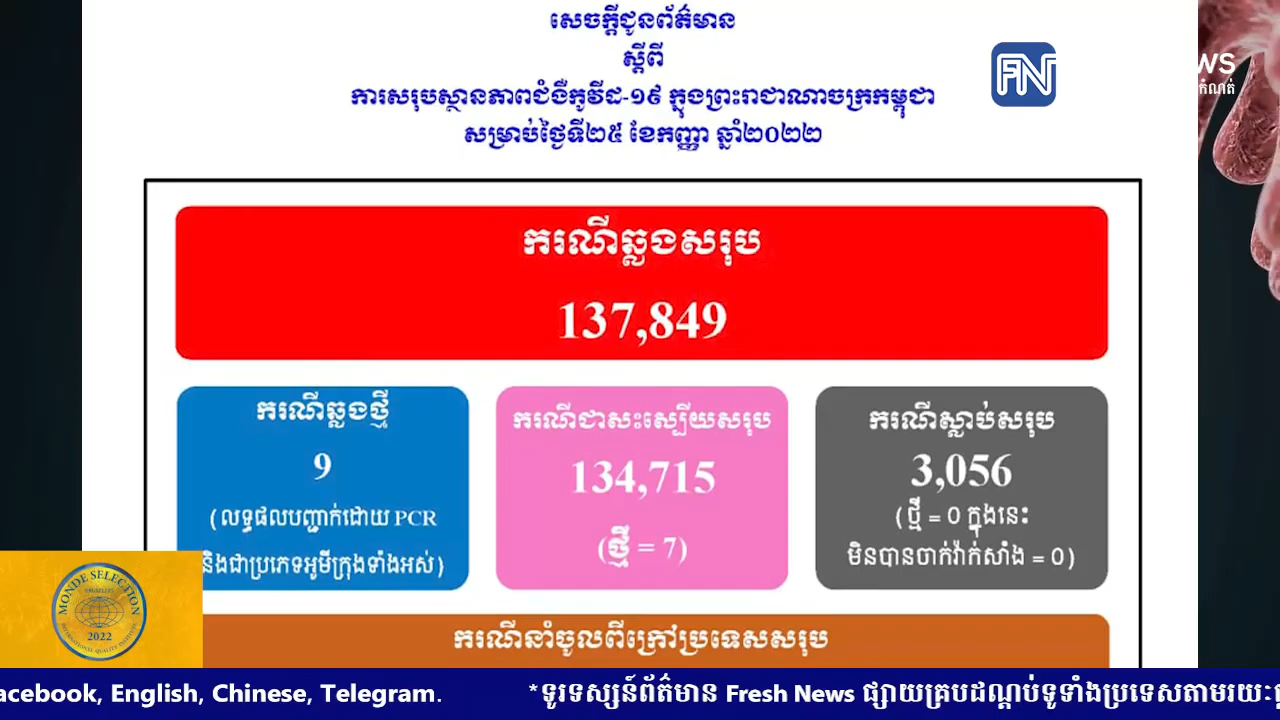 សេចក្តីជូនព័ត៌មាន
ស្តីពី
ការសរុបស្ថានភាពជំងឺកូវីដ-១៩ ក្នុងព្រះរាជាណាចក្រកម្ពុជា
សម្រាប់ថ្ងៃទី២៥ ខែកញ្ញា ឆ្នាំ២០២២
FN
ករណីឆ្លងសរុប
137,849
ករណីឆ្លងថ្មី
9
(លទ្ធផលបញ្ជាក់ដោយ PCR
និងជាប្រភេទអូមីក្រុងទាំងអស់)
ករណីជាសះស្បើយសរុប
134,715
(ថ្មី = 7)
ករណីស្លាប់សរុប
3,056
(ថ្មី = 0 ក្នុងនេះ
មិនបានចាក់វ៉ាក់សាំង = 0)
ករណីនាំចូលពីក្រៅប្រទេសសរុប
MONDE SELECTION
BRUXELLES
2022
INTERNATIONAL QUALITY INSTITUTE
acebook, English, Chinese, Telegram. *ទូរទស្សន៍ព័ត៌មាន Fresh News ផ្សាយគ្របដណ្តប់ទូទាំងប្រទេសតាមរយៈ